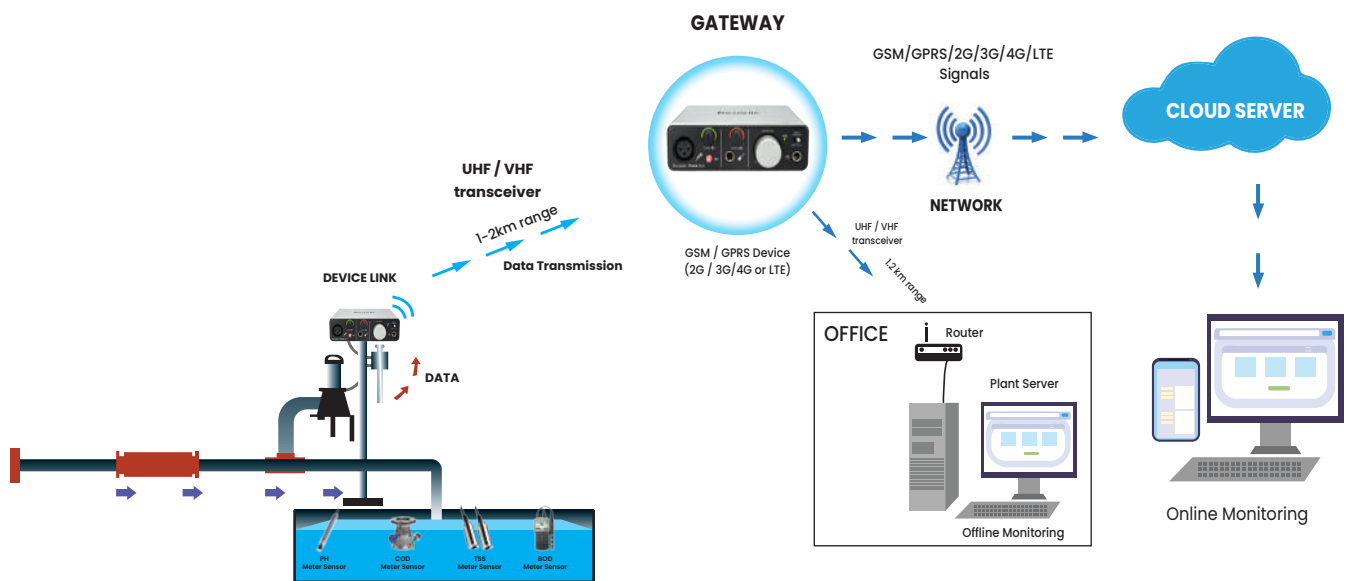 GATEWAY
GSM/GPRS/2G/3G/4G/LTE
Signals
CLOUD SERVER
UHF / VHF
transceiver
1-2km range
Data Transmission
NETWORK
GSM / GPRS Device
(2G / 3G/4G or LTE)
UHF / VHF
transceiver
1.2 km range
DEVICE LINK
DATA
OFFICE
Router
Plant Server
Offline Monitoring
Online Monitoring
PH
Meter Sensor
COD
Meter Sensor
TSS
Meter Sensor
BOD
Meter Sensor